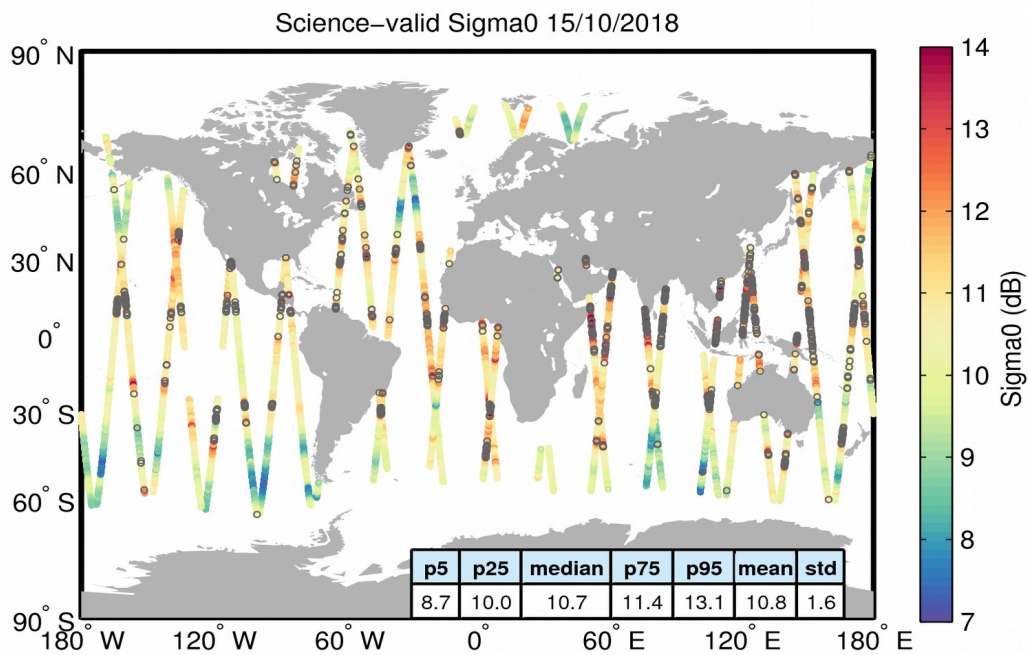 Science−valid Sigma0 15/10/2018
90° N
60° N
30° N
0°
30° S
60° S
90° S
180° W
120° W
60° W
0°
60° E
120° E
180° E
p5 p25 median p75 p95 mean std
8.7 10.0 10.7 11.4 13.1 10.8 1.6
14
13
12
11
10
9
8
7
Sigma0 (dB)